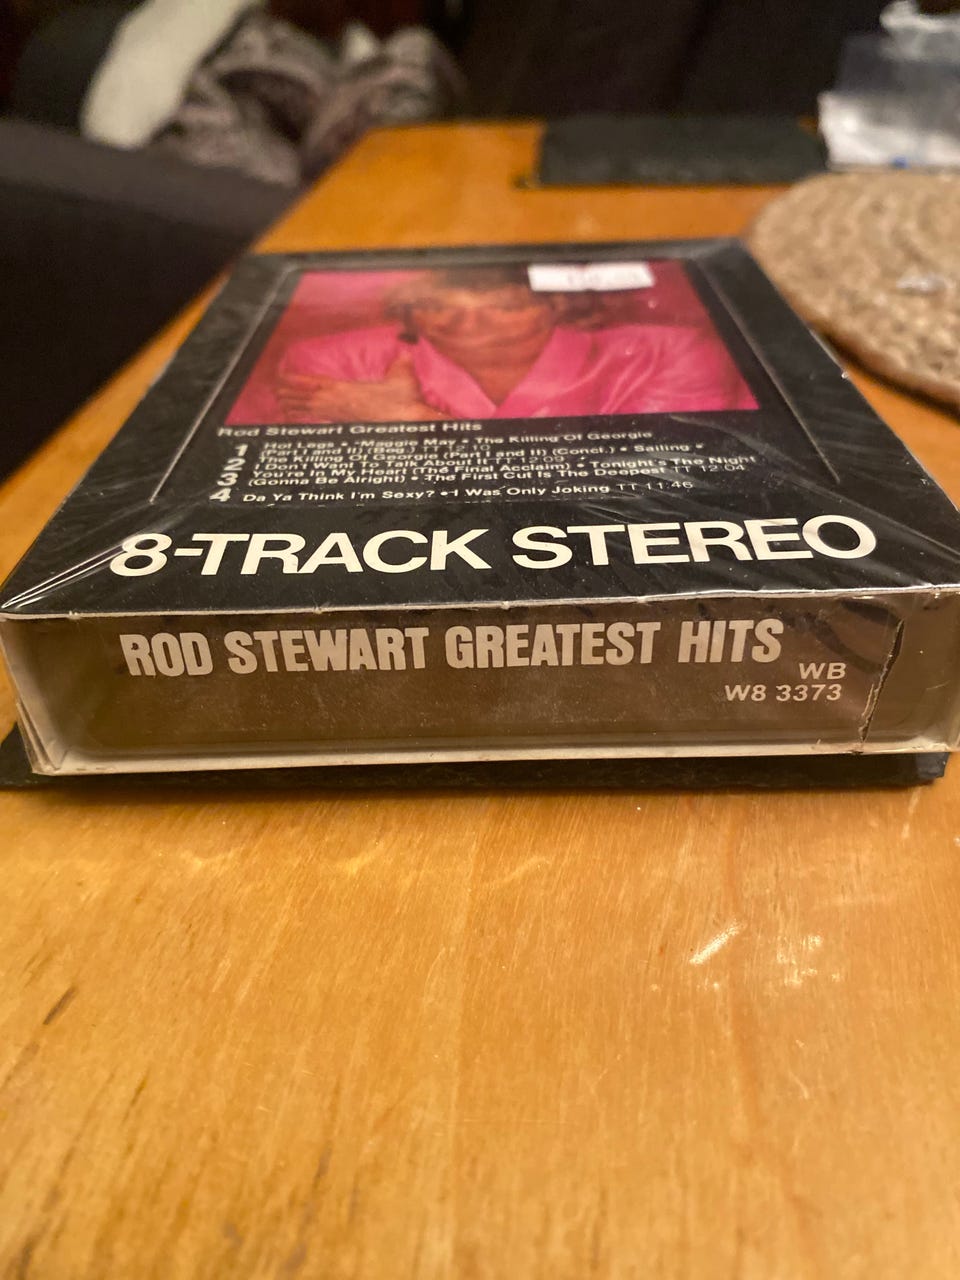 Rod Stewart Greatest Hits
1 Hot Legs • Maggie May • The Killing Of Georgie
(Part I and II) (Beg.) TT
2 The Killing Of Georgie (Part I and II) (Concl.) • Sailing •
I Don't Want To Talk About It TT 12:09
3 You're In My Heart (The Final Acclaim) • Tonight's The Night
(Gonna Be Alright) • The First Cut Is The Deepest TT 12:04
4 Da Ya Think I'm Sexy? • I Was Only Joking TT 11:46
8-TRACK STEREO
ROD STEWART GREATEST HITS
WB
W8 3373